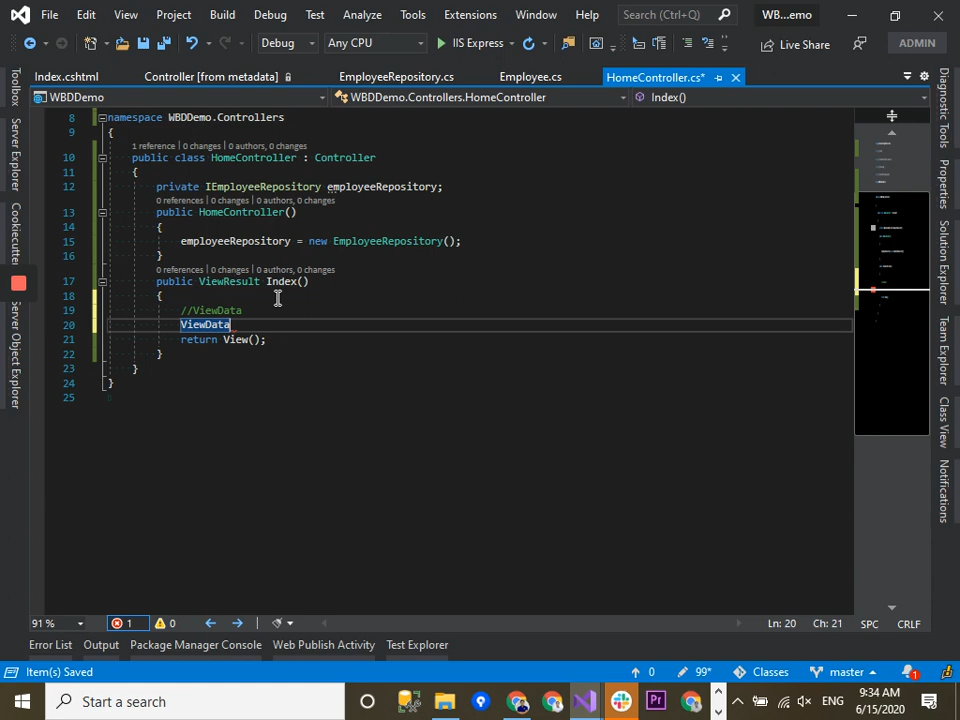 File Edit View Project Build Debug Test Analyze Tools Extensions Window Help Search (Ctrl+Q) WB...emo
Debug Any CPU IIS Express Live Share ADMIN
Index.cshtml Controller [from metadata] EmployeeRepository.cs Employee.cs HomeController.cs*
WBDDemo WBDDemo.Controllers.HomeController Index()
8 namespace WBDDemo.Controllers
9 {
1 reference | 0 changes | 0 authors, 0 changes
10 public class HomeController : Controller
11 {
12 private IEmployeeRepository employeeRepository;
0 references | 0 changes | 0 authors, 0 changes
13 public HomeController()
14 {
15 employeeRepository = new EmployeeRepository();
16 }
0 references | 0 changes | 0 authors, 0 changes
17 public ViewResult Index()
18 {
19 //ViewData
20 ViewData
21 return View();
22 }
23 }
24 }
25
Toolbox
Server Explorer
Cookiecutter
Server Object Explorer
Diagnostic Tools
Properties
Solution Explorer
Team Explorer
Class View
Notifications
91 % 1 0 Ln: 20 Ch: 21 SPC CRLF
Error List Output Package Manager Console Web Publish Activity Test Explorer
Item(s) Saved 0 99* Classes master 1
Start a search Pr ENG 9:34 AM
6/15/2020